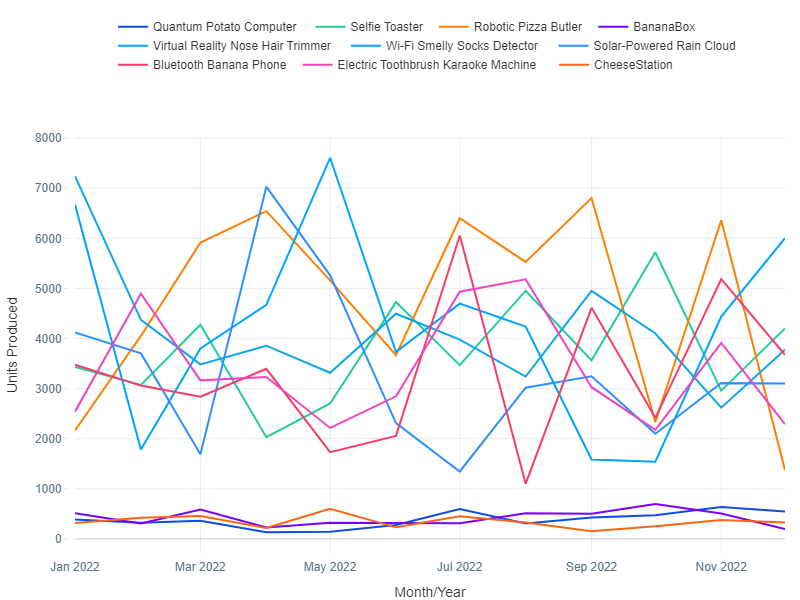 Quantum Potato Computer Selfie Toaster Robotic Pizza Butler BananaBox
Virtual Reality Nose Hair Trimmer Wi-Fi Smelly Socks Detector Solar-Powered Rain Cloud
Bluetooth Banana Phone Electric Toothbrush Karaoke Machine CheeseStation
8000
7000
6000
5000
4000
3000
2000
1000
0
Units Produced
Jan 2022 Mar 2022 May 2022 Jul 2022 Sep 2022 Nov 2022
Month/Year